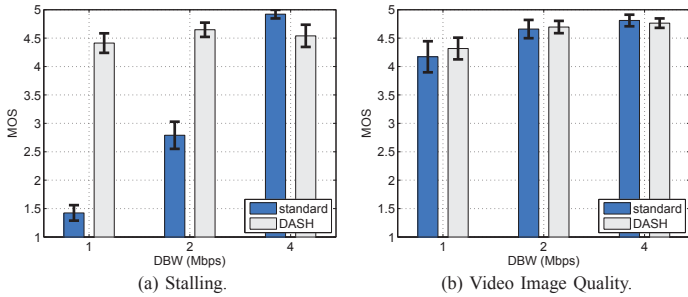 5
4.5
4
3.5
3
2.5
2
1.5
1
MOS
1 2 4
DBW (Mbps)
standard
DASH
(a) Stalling.
5
4.5
4
3.5
3
2.5
2
1.5
1
MOS
1 2 4
DBW (Mbps)
standard
DASH
(b) Video Image Quality.